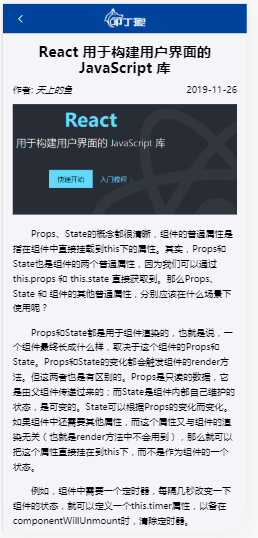 叩丁狼
React 用于构建用户界面的
JavaScript 库
作者: 天上的鱼 2019-11-26
React
用于构建用户界面的 JavaScript 库
快速开始 入门教程 >
Props、State的概念都很清晰，组件的普通属性是
指在组件中直接挂载到this下的属性。其实，Props和
State也是组件的两个普通属性，因为我们可以通过
this.props 和 this.state 直接获取到。那么Props、
State 和 组件的其他普通属性，分别应该在什么场景下
使用呢？
Props和State都是用于组件渲染的，也就是说，一
个组件最终长成什么样，取决于这个组件的Props和
State。Props和State的变化都会触发组件的render方
法。但这两者也是有区别的。Props是只读的数据，它
是由父组件传递过来的；而State是组件内部自己维护的
状态，是可变的。State可以根据Props的变化而变化。
如果组件中还需要其他属性，而这个属性又与组件的渲
染无关（也就是render方法中不会用到），那么就可以
把这个属性直接挂在到this下，而不是作为组件的一个
状态。
例如，组件中需要一个定时器，每隔几秒改变一下
组件的状态，就可以定义一个this.timer属性，以备在
componentWillUnmount时，清除定时器。